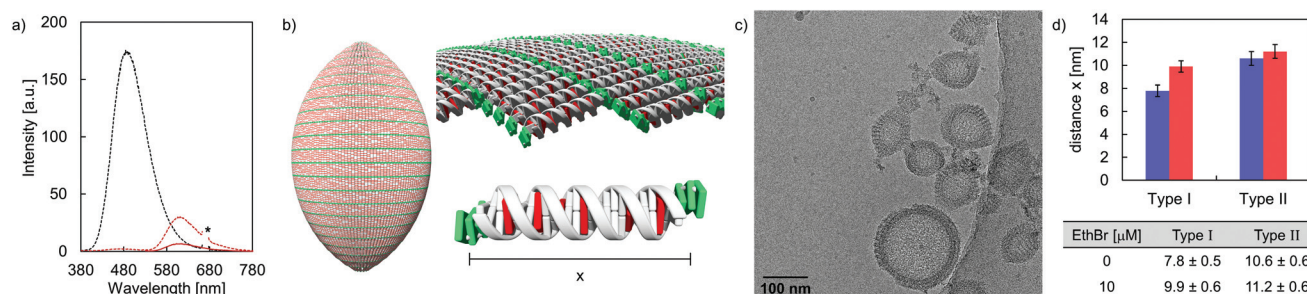 a)
200
150
100
50
0
Intensity [a.u.]
*
380 480 580 680 780
Wavelength [nm]
b)
x
c)
100 nm
d)
14
12
10
8
6
4
2
0
distance x [nm]
Type I Type II
EthBr [µM] Type I Type II
0 7.8 ± 0.5 10.6 ± 0.6
10 9.9 ± 0.6 11.2 ± 0.6